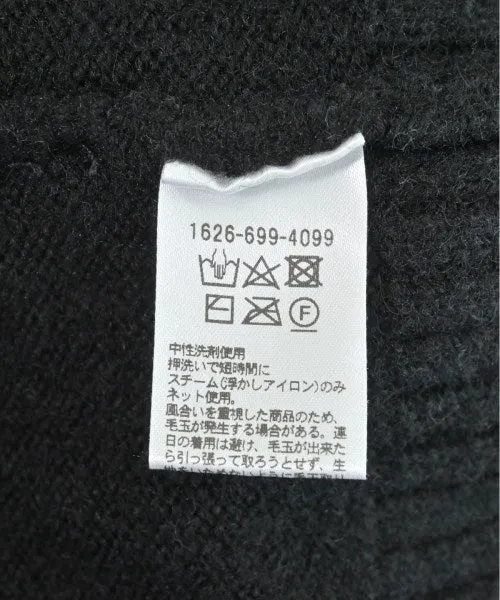 1626-699-4099
F
中性洗剤使用
押洗いで短時間に
スチーム(浮かしアイロン)のみ
ネット使用。
風合いを重視した商品のため、
毛玉が発生する場合がある。連
日の着用は避け、毛玉が出来た
ら引っ張って取ろうとせず、生